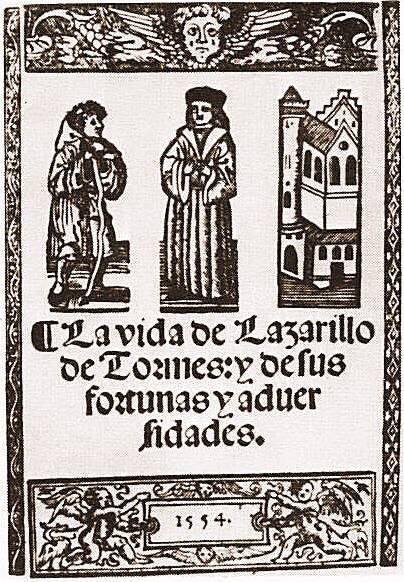 ¶ La vida de Lazarillo
de Tormes: y de sus
fortunas y aduer
sidades.
1554.